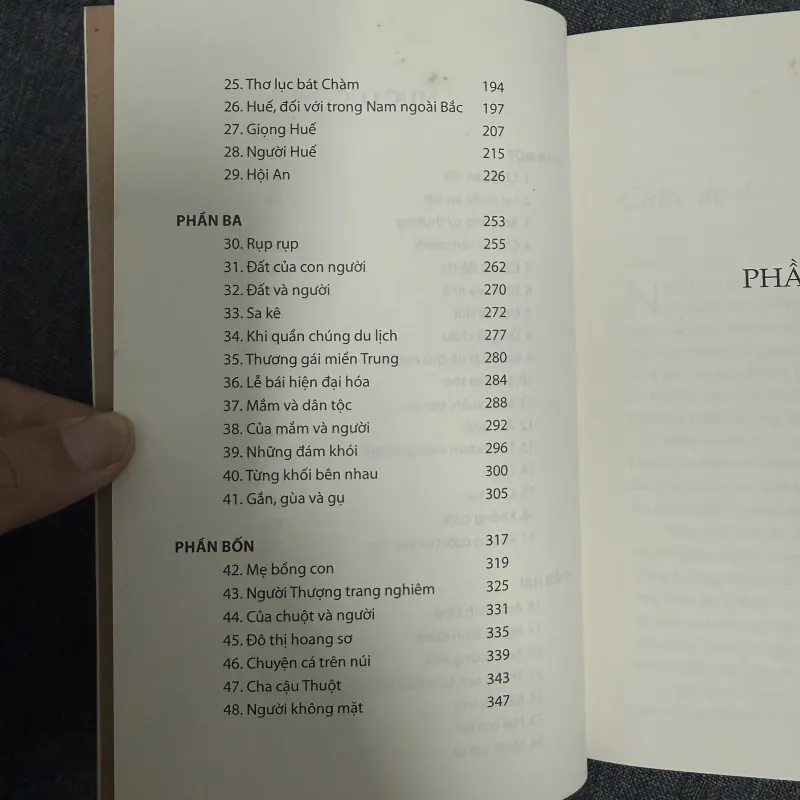 25. Thơ lục bát Chàm 194
26. Huế, đối với trong Nam ngoài Bắc 197
27. Giọng Huế 207
28. Người Huế 215
29. Hội An 226
PHẦN BA 253
30. Rụp rụp 255
31. Đất của con người 262
32. Đất và người 270
33. Sa kê 272
34. Khi quần chúng du lịch 277
35. Thương gái miền Trung 280
36. Lễ bái hiện đại hóa 284
37. Mắm và dân tộc 288
38. Của mắm và người 292
39. Những đám khói 296
40. Từng khối bên nhau 300
41. Gắn, gùa và gụ 305
PHẦN BỐN 317
42. Mẹ bồng con 319
43. Người Thượng trang nghiêm 325
44. Của chuột và người 331
45. Đô thị hoang sơ 335
46. Chuyện cá trên núi 339
47. Cha cậu Thuột 343
48. Người không mặt 347
PHẦ